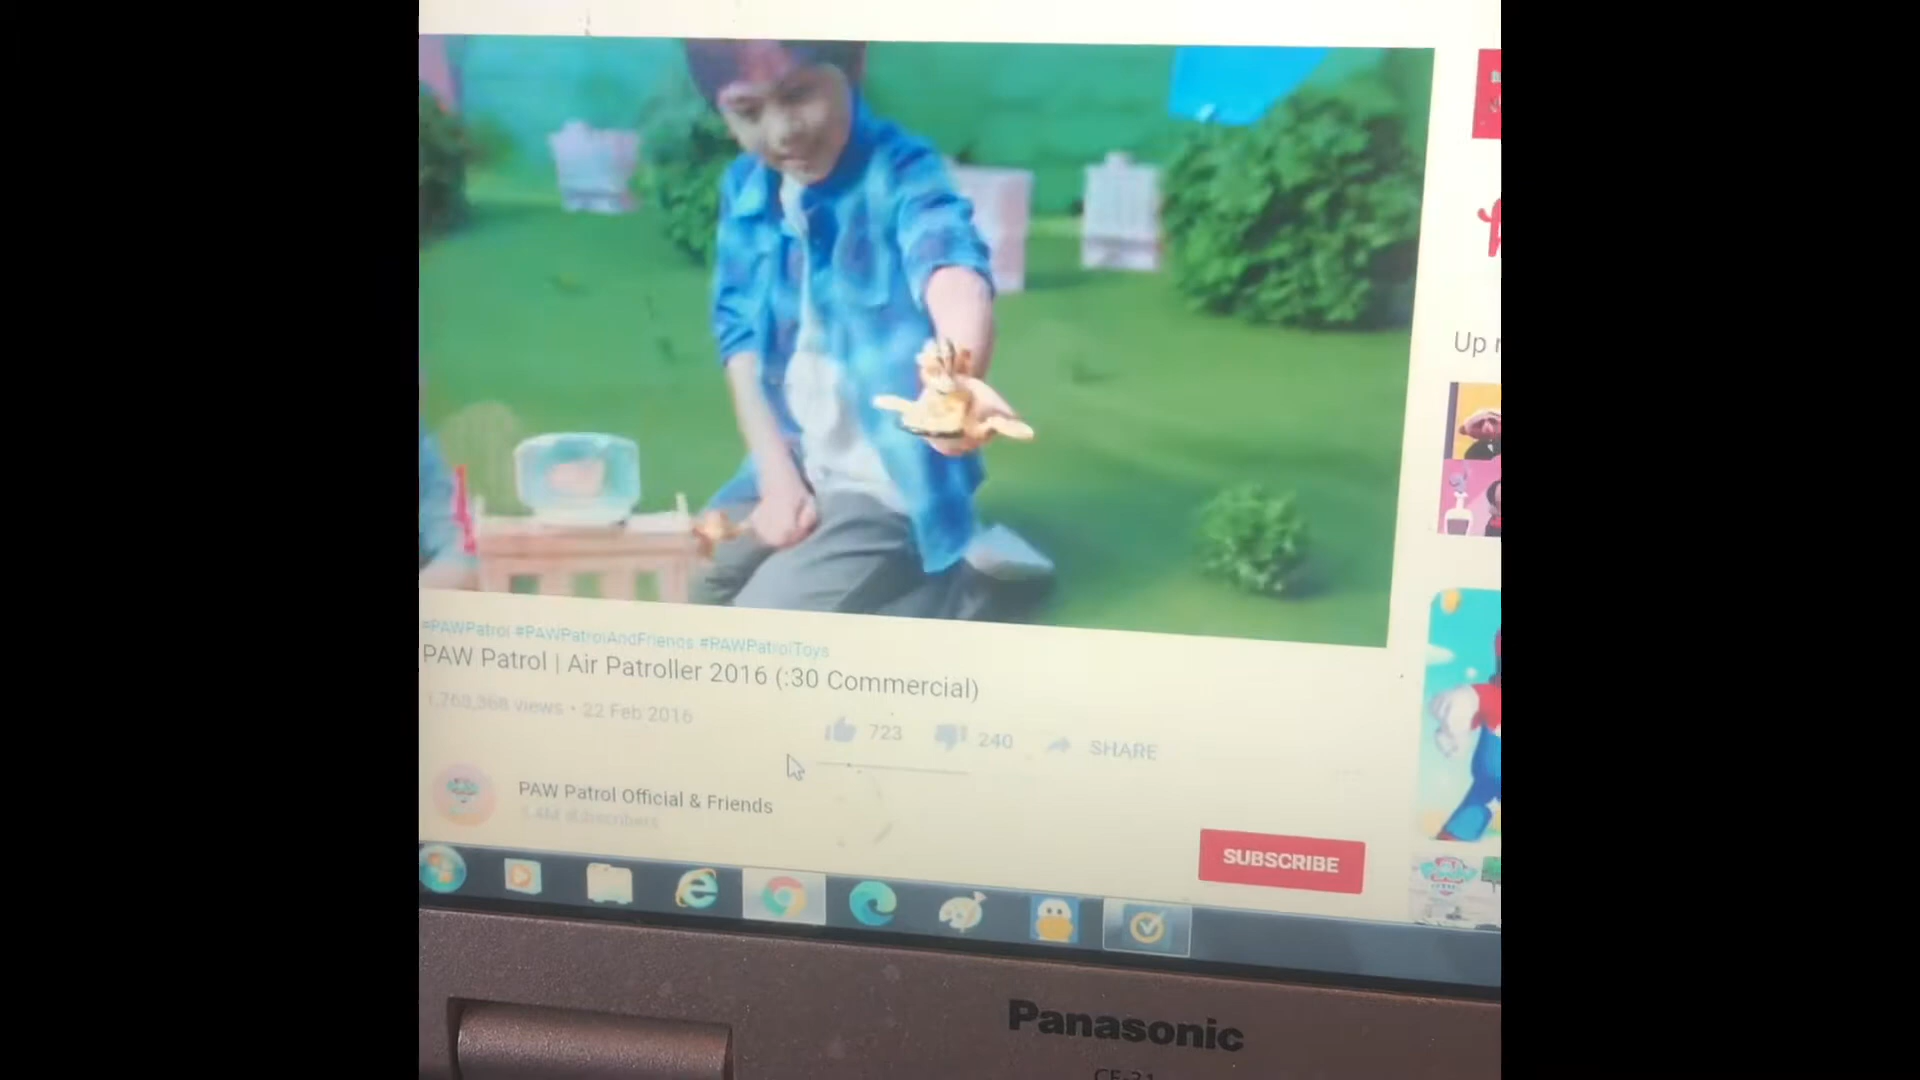 #PAWPatrol #PAWPatrolAndFriends #PAWPatrolToys
PAW Patrol | Air Patroller 2016 (:30 Commercial)
views • 22 Feb 2016
723
240
SHARE
PAW Patrol Official & Friends
SUBSCRIBE
Up
Panasonic